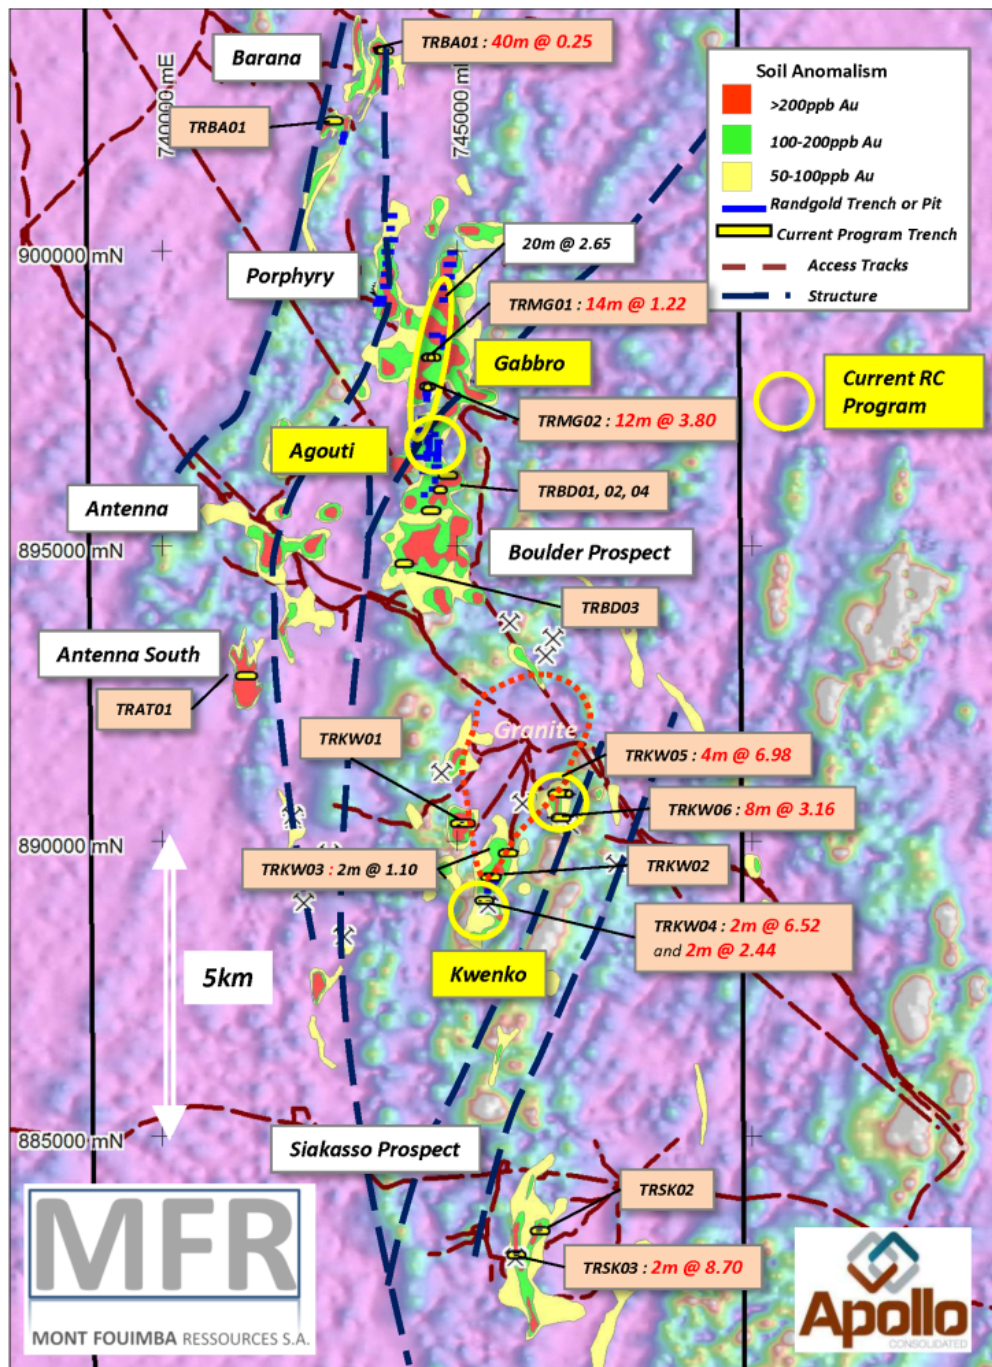 Barana
TRBA01 : 40m @ 0.25
740000 mE
745000 mE
TRBA01
Soil Anomalism
>200ppb Au
100-200ppb Au
50-100ppb Au
Randgold Trench or Pit
Current Program Trench
Access Tracks
Structure
900000 mN
20m @ 2.65
Porphyry
TRMG01 : 14m @ 1.22
Gabbro
Current RC
Program
TRMG02 : 12m @ 3.80
Agouti
TRBD01, 02, 04
Antenna
895000 mN
Boulder Prospect
TRBD03
Antenna South
TRAT01
Granite
TRKW01
TRKW05 : 4m @ 6.98
TRKW06 : 8m @ 3.16
890000 mN
TRKW03 : 2m @ 1.10
TRKW02
TRKW04 : 2m @ 6.52
and 2m @ 2.44
Kwenko
5km
885000 mN
Siakasso Prospect
TRSK02
TRSK03 : 2m @ 8.70
MFR
MONT FOUIMBA RESSOURCES S.A.
Apollo
CONSOLIDATED